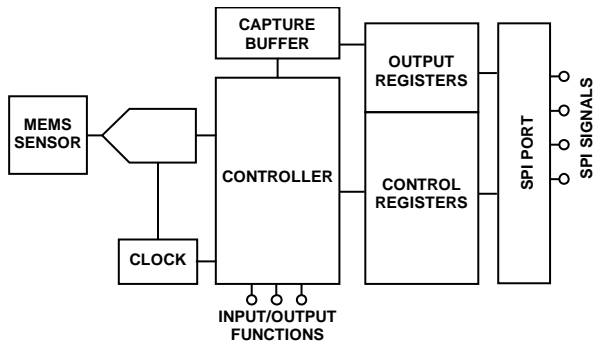 CAPTURE
BUFFER
OUTPUT
REGISTERS
MEMS
SENSOR
CONTROLLER
CONTROL
REGISTERS
SPI PORT
SPI SIGNALS
CLOCK
INPUT/OUTPUT
FUNCTIONS